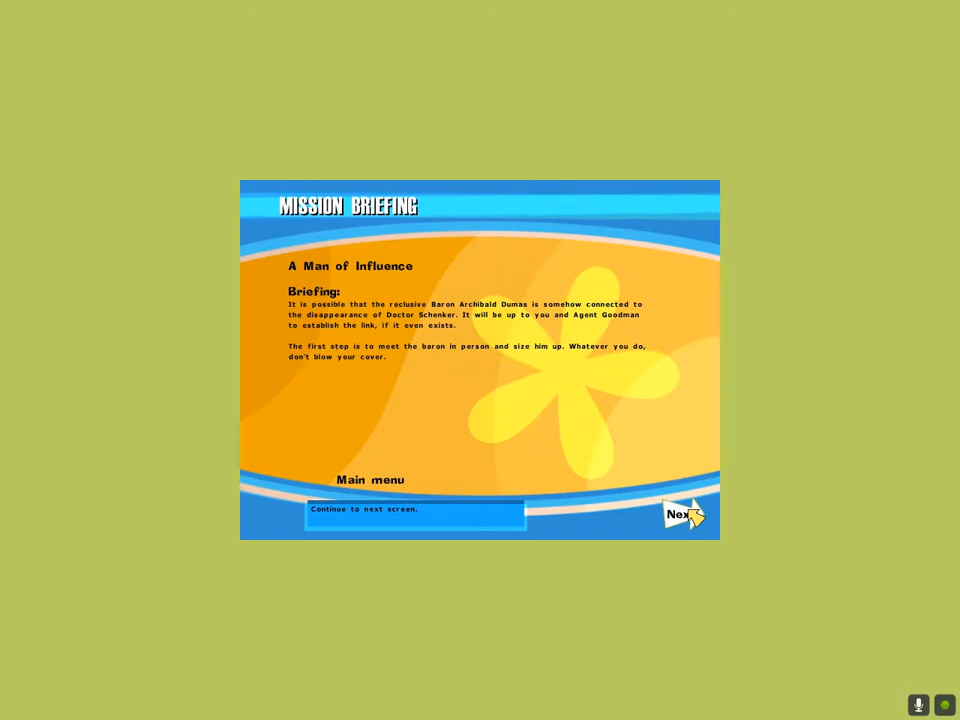 MISSION BRIEFING
A Man of Influence
Briefing:
It is possible that the reclusive Baron Archibald Dumas is somehow connected to
the disappearance of Doctor Schenker. It will be up to you and Agent Goodman
to establish the link, if it even exists.
The first step is to meet the baron in person and size him up. Whatever you do,
don't blow your cover.
Main menu
Continue to next screen.
Nex